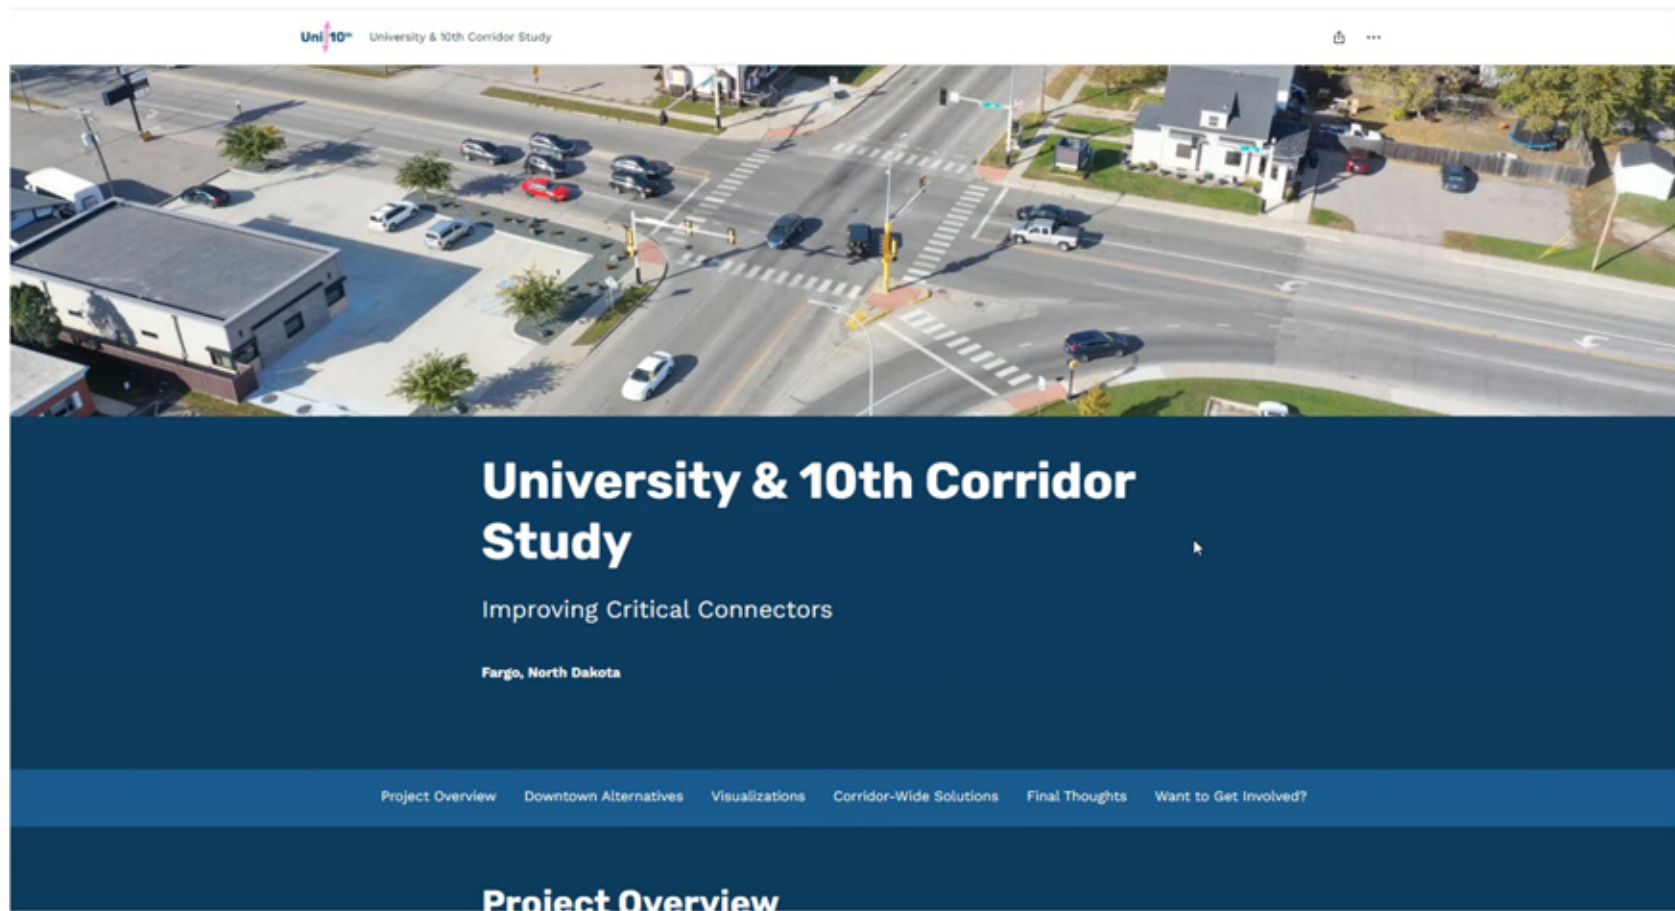 Uni 10th University & 10th Corridor Study
University & 10th Corridor
Study
Improving Critical Connectors
Fargo, North Dakota
Project Overview Downtown Alternatives Visualizations Corridor-Wide Solutions Final Thoughts Want to Get Involved?
Project Overview